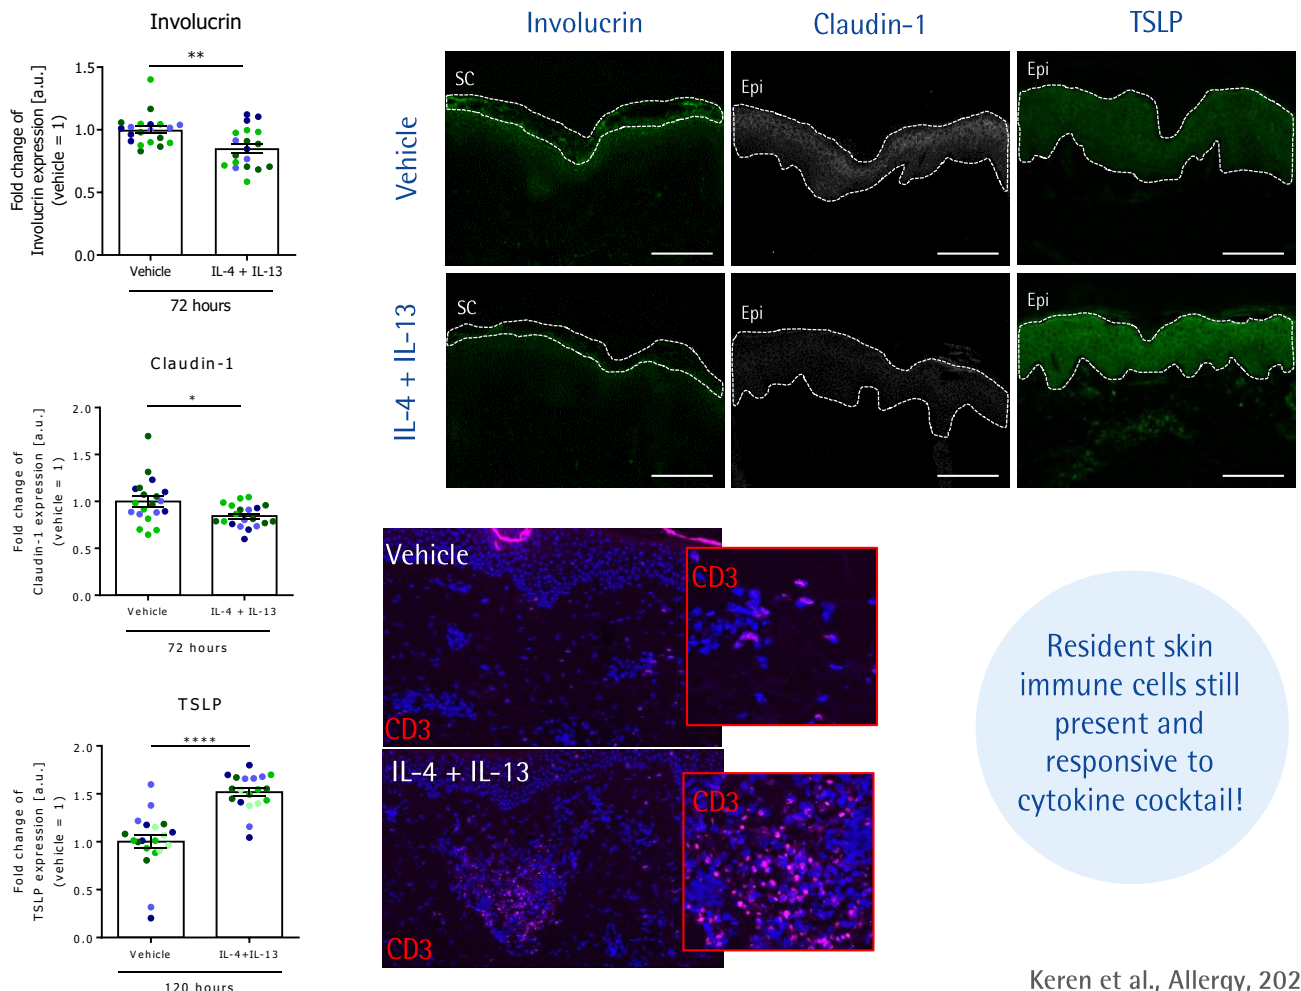 Involucrin
**
Fold change of
Involucrin expression [a.u.]
(vehicle = 1)
1.5
1.0
0.5
0.0
Vehicle
IL-4 + IL-13
72 hours
Claudin-1
*
Fold change of
Claudin-1 expression [a.u.]
(vehicle = 1)
2.0
1.5
1.0
0.5
0.0
Vehicle
IL-4 + IL-13
72 hours
TSLP
****
Fold change of
TSLP expression [a.u.]
(vehicle = 1)
2.0
1.5
1.0
0.5
0.0
Vehicle
IL-4+IL-13
120 hours
Involucrin
Claudin-1
TSLP
Vehicle
SC
Epi
Epi
IL-4 + IL-13
SC
Epi
Epi
Vehicle
CD3
CD3
IL-4 + IL-13
CD3
CD3
Resident skin
immune cells still
present and
responsive to
cytokine cocktail!
Keren et al., Allergy, 202